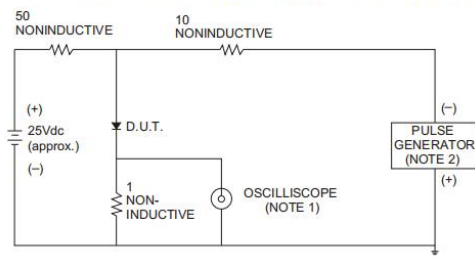 50
NONINDUCTIVE
10
NONINDUCTIVE
(+)
25Vdc
(approx.)
(–)
D.U.T.
1
NON-
INDUCTIVE
OSCILLISCOPE
(NOTE 1)
(–)
PULSE
GENERATOR
(NOTE 2)
(+)